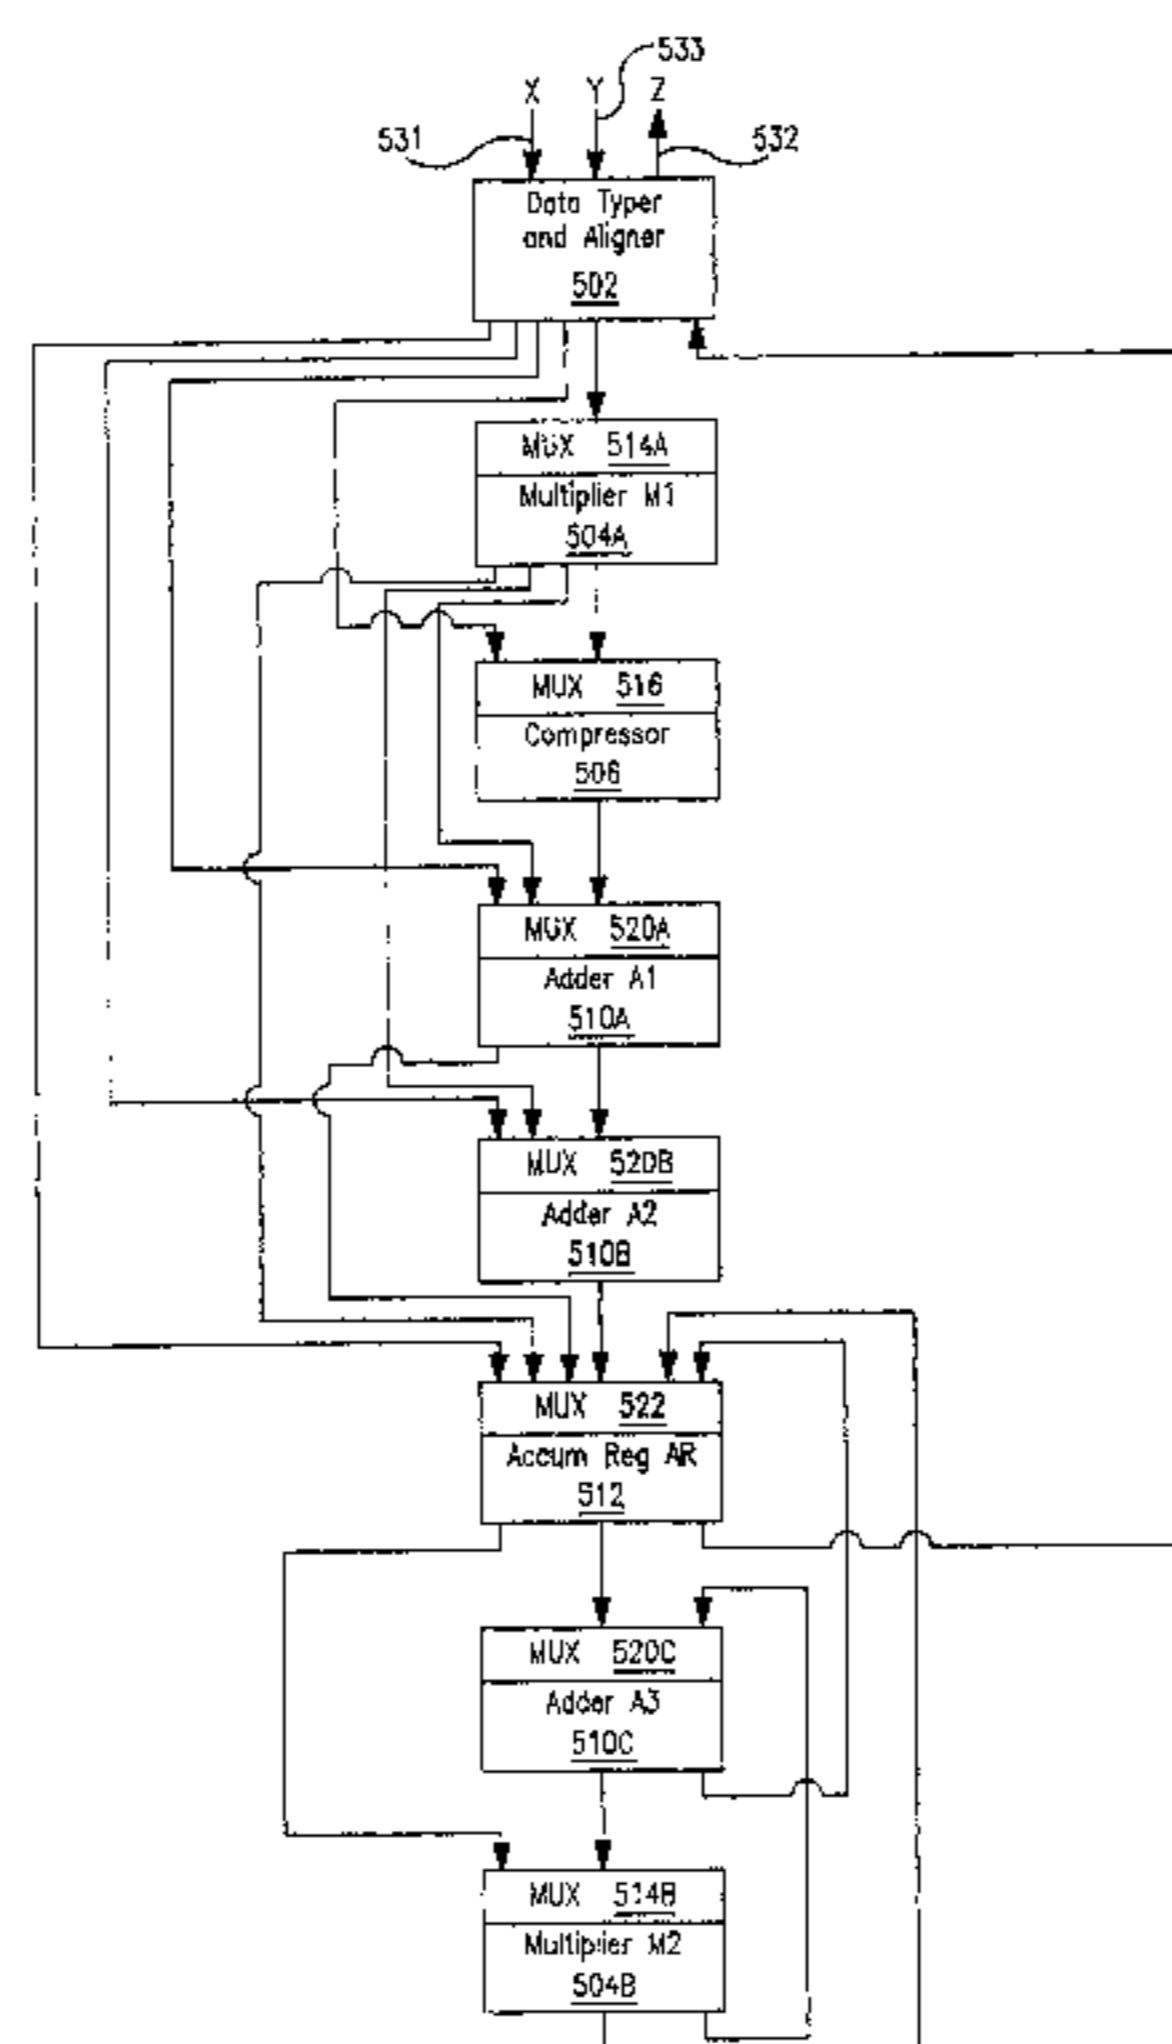 533
X Y Z
531
532
Data Typer
and Aligner
502
MUX 514A
Multiplier M1
504A
MUX 516
Compressor
506
MUX 520A
Adder A1
510A
MUX 520B
Adder A2
510B
MUX 522
Accum Reg AR
512
MUX 520C
Adder A3
510C
MUX 514B
Multiplier M2
504B